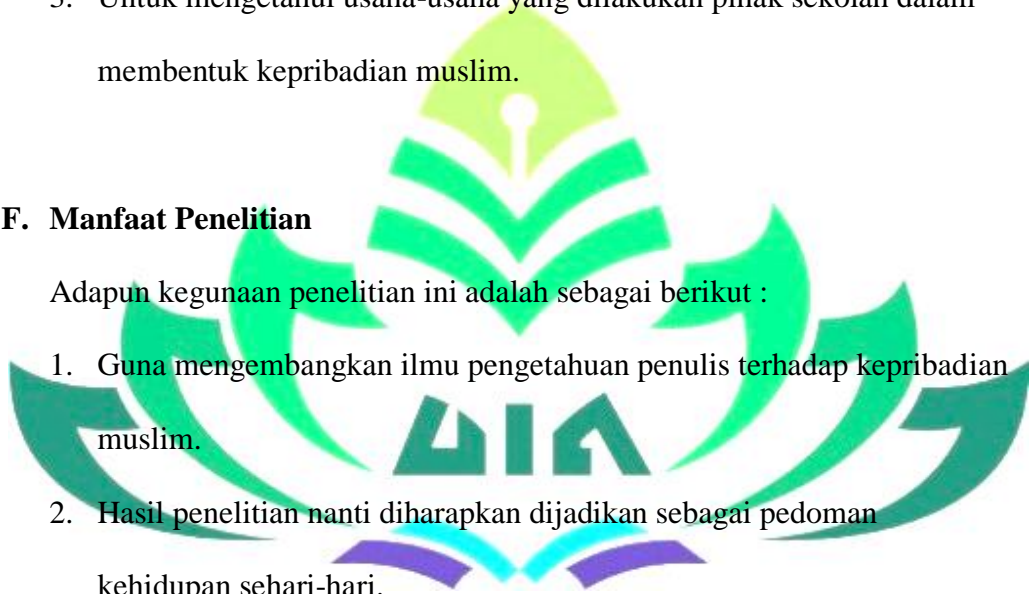 3. Untuk mengetahui usaha-usaha yang dilakukan pihak sekolah dalam
membentuk kepribadian muslim.
F. Manfaat Penelitian
Adapun kegunaan penelitian ini adalah sebagai berikut :
1. Guna mengembangkan ilmu pengetahuan penulis terhadap kepribadian
muslim.
2. Hasil penelitian nanti diharapkan dijadikan sebagai pedoman
kehidupan sehari-hari.